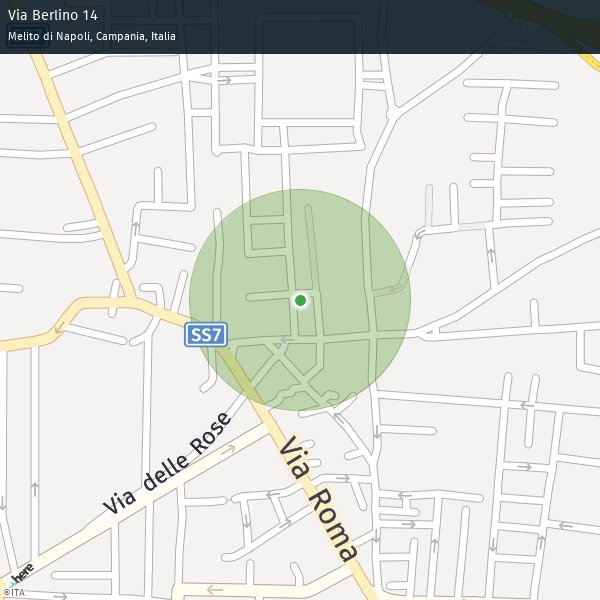 Via Berlino 14
Melito di Napoli, Campania, Italia
SS7
Via delle Rose
Via Roma
here
©ITA